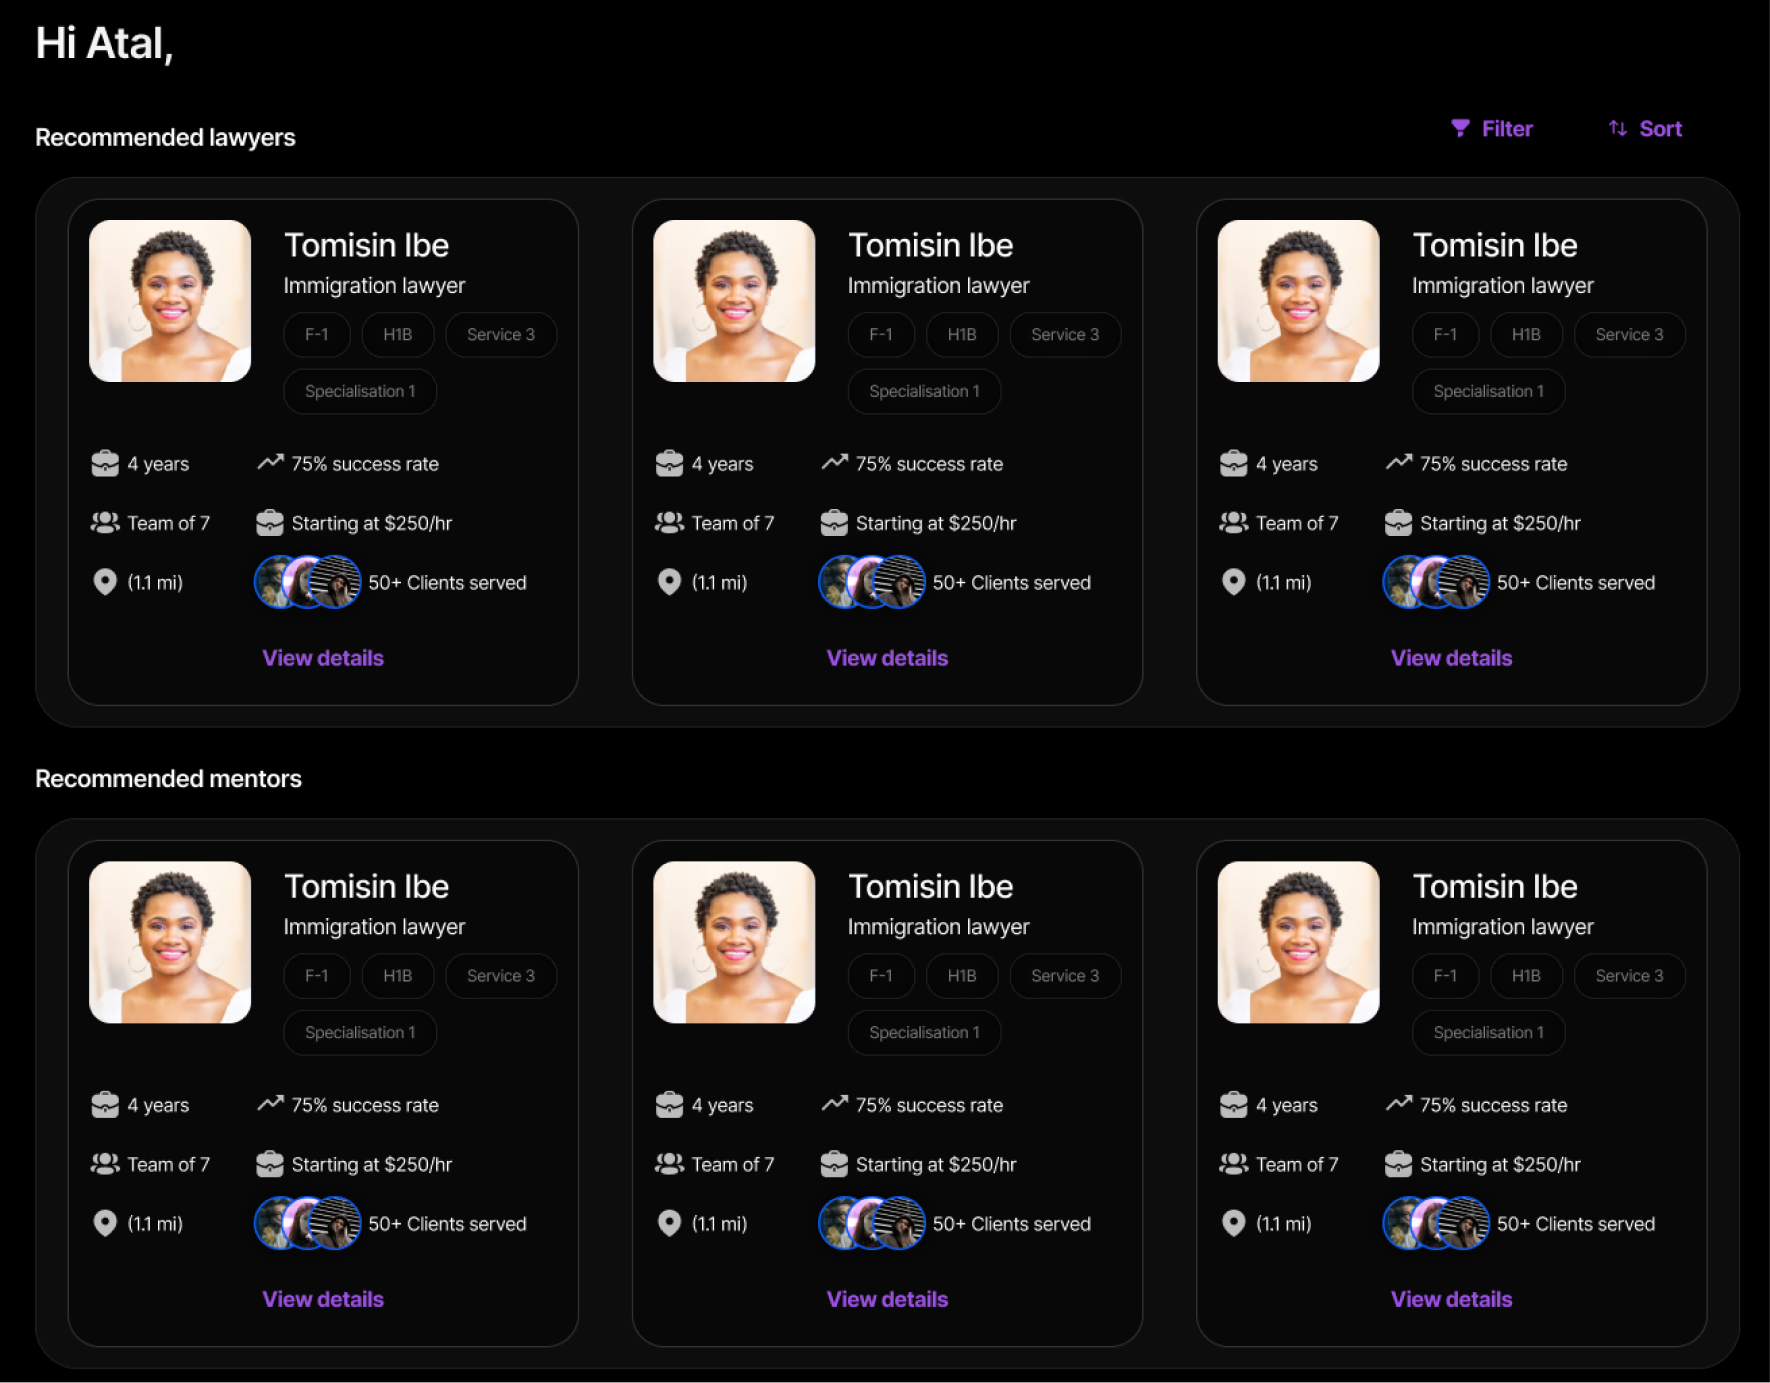 Hi Atal,
Recommended lawyers
Filter Sort
Tomisin Ibe
Immigration lawyer
F-1 H1B Service 3
Specialisation 1
4 years 75% success rate
Team of 7 Starting at $250/hr
(1.1 mi) 50+ Clients served
View details
Tomisin Ibe
Immigration lawyer
F-1 H1B Service 3
Specialisation 1
4 years 75% success rate
Team of 7 Starting at $250/hr
(1.1 mi) 50+ Clients served
View details
Tomisin Ibe
Immigration lawyer
F-1 H1B Service 3
Specialisation 1
4 years 75% success rate
Team of 7 Starting at $250/hr
(1.1 mi) 50+ Clients served
View details
Recommended mentors
Tomisin Ibe
Immigration lawyer
F-1 H1B Service 3
Specialisation 1
4 years 75% success rate
Team of 7 Starting at $250/hr
(1.1 mi) 50+ Clients served
View details
Tomisin Ibe
Immigration lawyer
F-1 H1B Service 3
Specialisation 1
4 years 75% success rate
Team of 7 Starting at $250/hr
(1.1 mi) 50+ Clients served
View details
Tomisin Ibe
Immigration lawyer
F-1 H1B Service 3
Specialisation 1
4 years 75% success rate
Team of 7 Starting at $250/hr
(1.1 mi) 50+ Clients served
View details